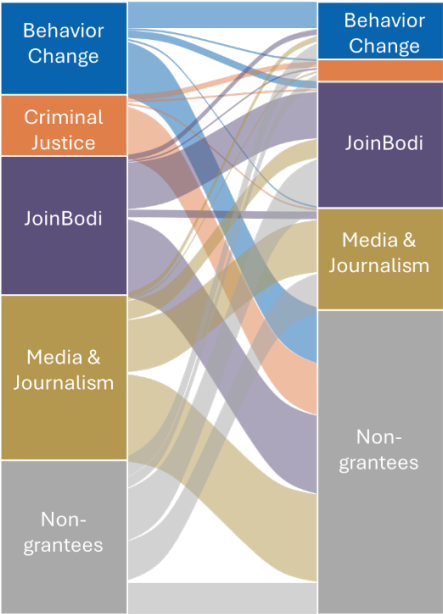 Behavior
Change
Criminal
Justice
JoinBodi
Media &
Journalism
Non-
grantees
Behavior
Change
JoinBodi
Media &
Journalism
Non-
grantees